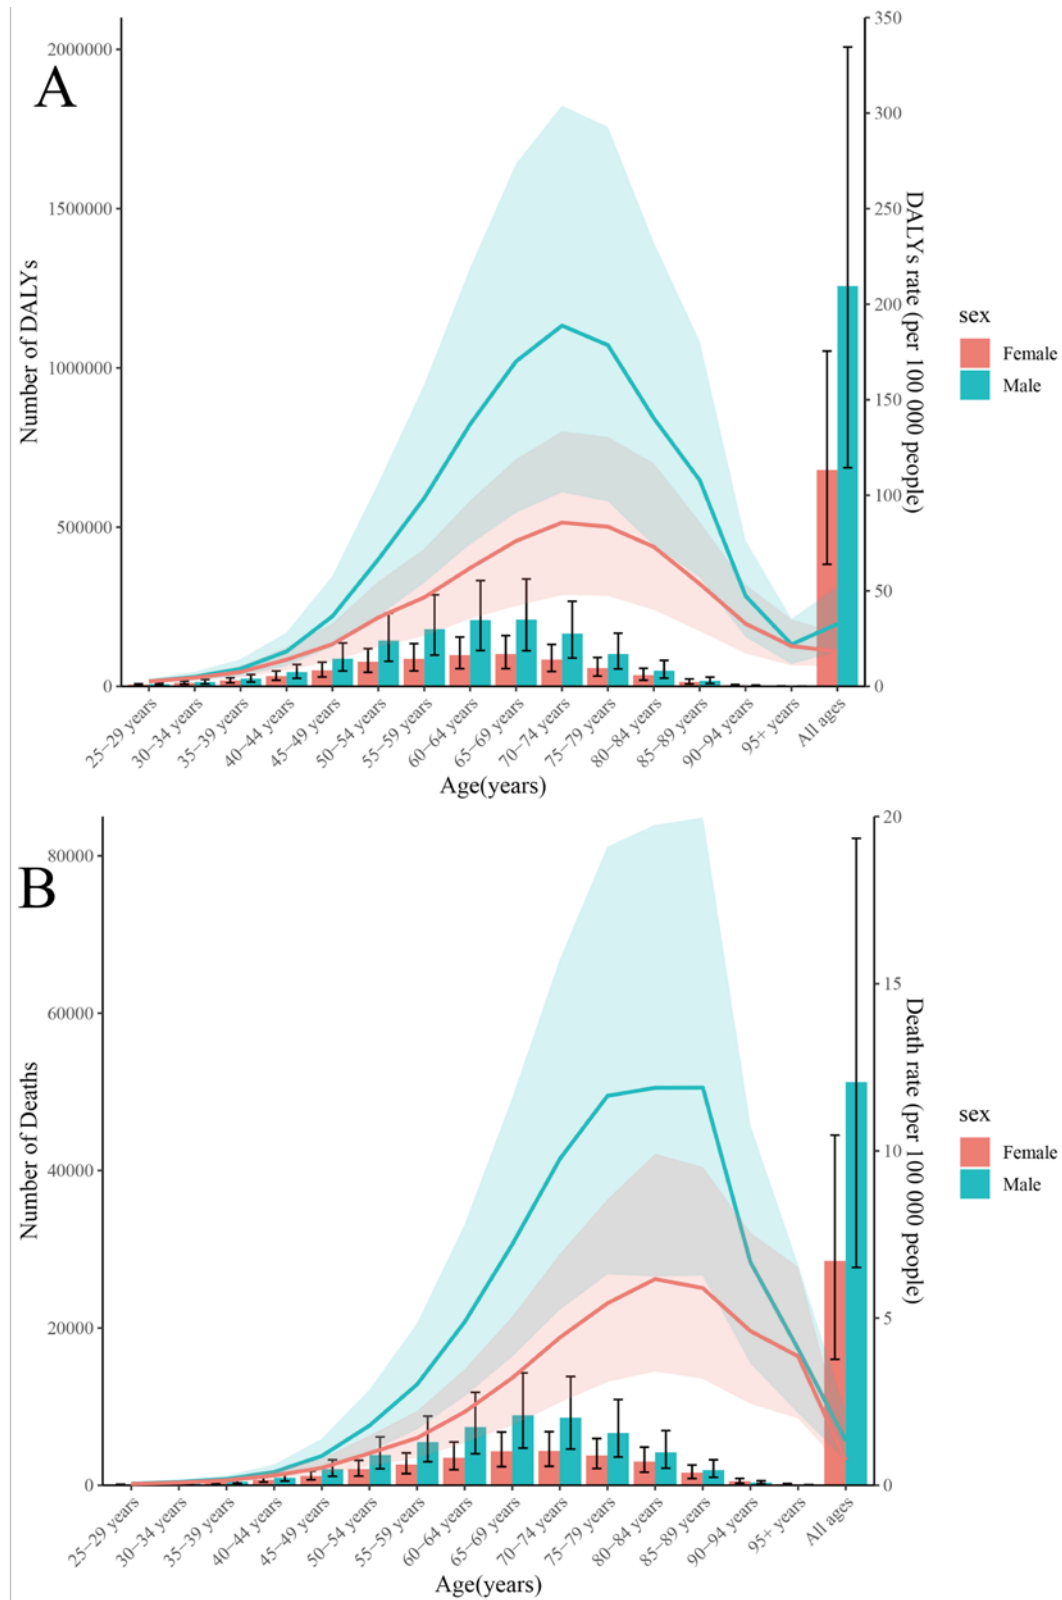 A
Number of DALYs
2000000
1500000
1000000
500000
0
350
300
250
200
150
100
50
0
DALYs rate (per 100 000 people)
sex
Female
Male
25–29 years
30–34 years
35–39 years
40–44 years
45–49 years
50–54 years
55–59 years
60–64 years
65–69 years
70–74 years
75–79 years
80–84 years
85–89 years
90–94 years
95+ years
All ages
Age(years)
B
Number of Deaths
80000
60000
40000
20000
0
20
15
10
5
0
Death rate (per 100 000 people)
sex
Female
Male
25–29 years
30–34 years
35–39 years
40–44 years
45–49 years
50–54 years
55–59 years
60–64 years
65–69 years
70–74 years
75–79 years
80–84 years
85–89 years
90–94 years
95+ years
All ages
Age(years)